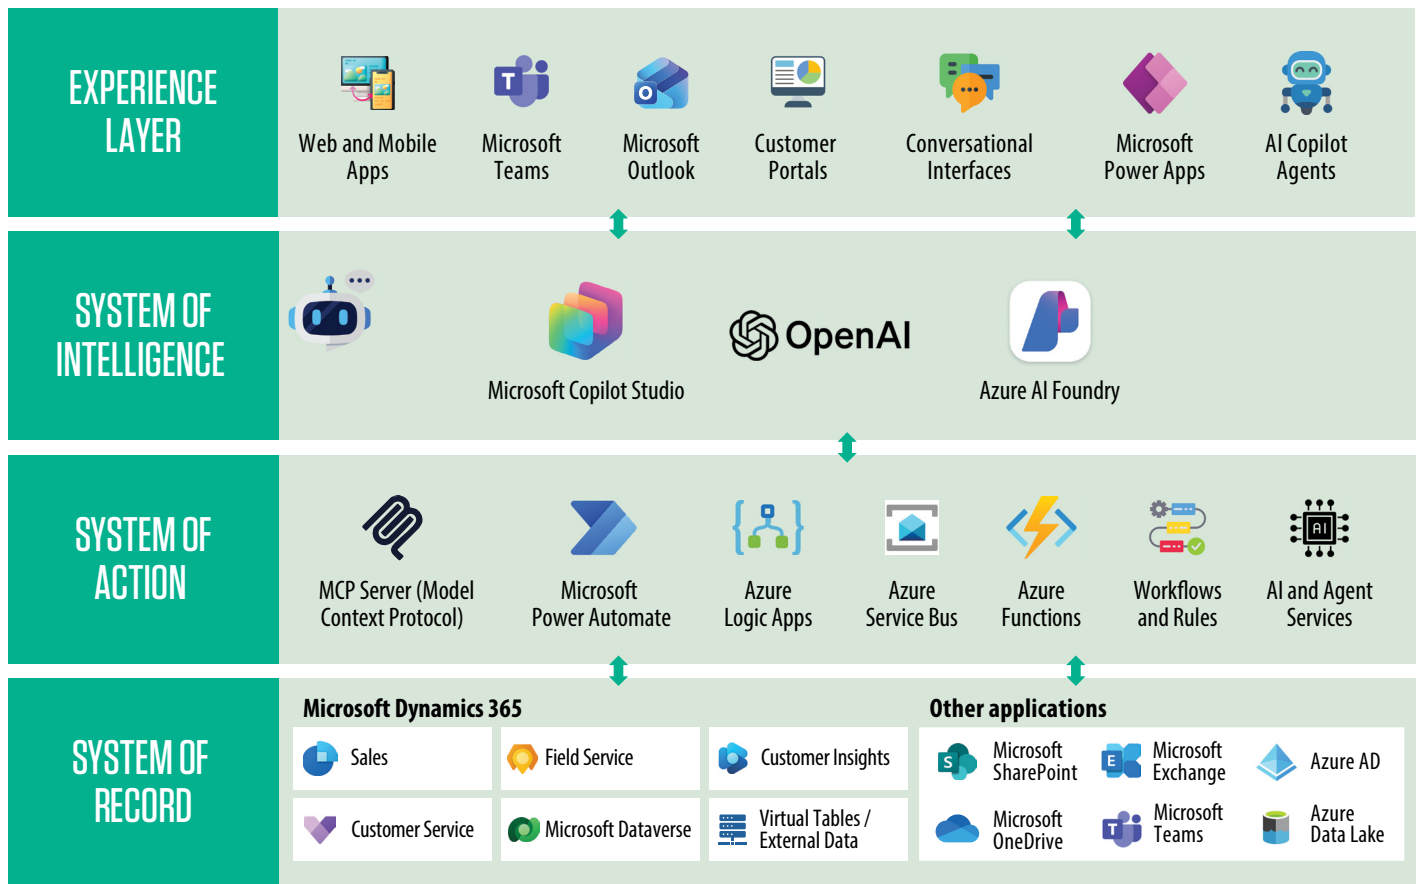 EXPERIENCE
LAYER
Web and Mobile
Apps
Microsoft
Teams
Microsoft
Outlook
Customer
Portals
Conversational
Interfaces
Microsoft
Power Apps
AI Copilot
Agents
SYSTEM OF
INTELLIGENCE
Microsoft Copilot Studio
OpenAI
Azure AI Foundry
SYSTEM OF
ACTION
MCP Server (Model
Context Protocol)
Microsoft
Power Automate
Azure
Logic Apps
Azure
Service Bus
Azure
Functions
Workflows
and Rules
AI
AI and Agent
Services
SYSTEM OF
RECORD
Microsoft Dynamics 365
Sales
Field Service
Customer Insights
Customer Service
Microsoft Dataverse
Virtual Tables /
External Data
Other applications
Microsoft
SharePoint
Microsoft
Exchange
Azure AD
Microsoft
OneDrive
Microsoft
Teams
Azure
Data Lake